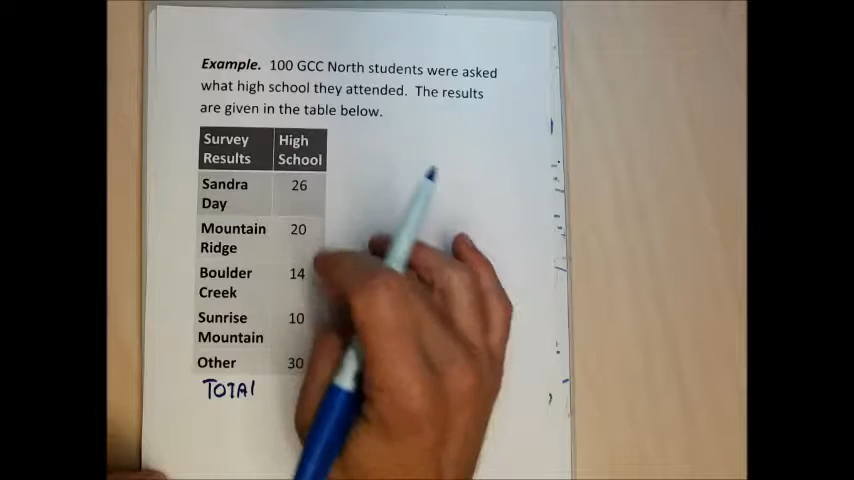 Example. 100 GCC North students were asked
what high school they attended. The results
are given in the table below.
Survey Results High School
Sandra Day 26
Mountain Ridge 20
Boulder Creek 14
Sunrise Mountain 10
Other 30
TOTAl